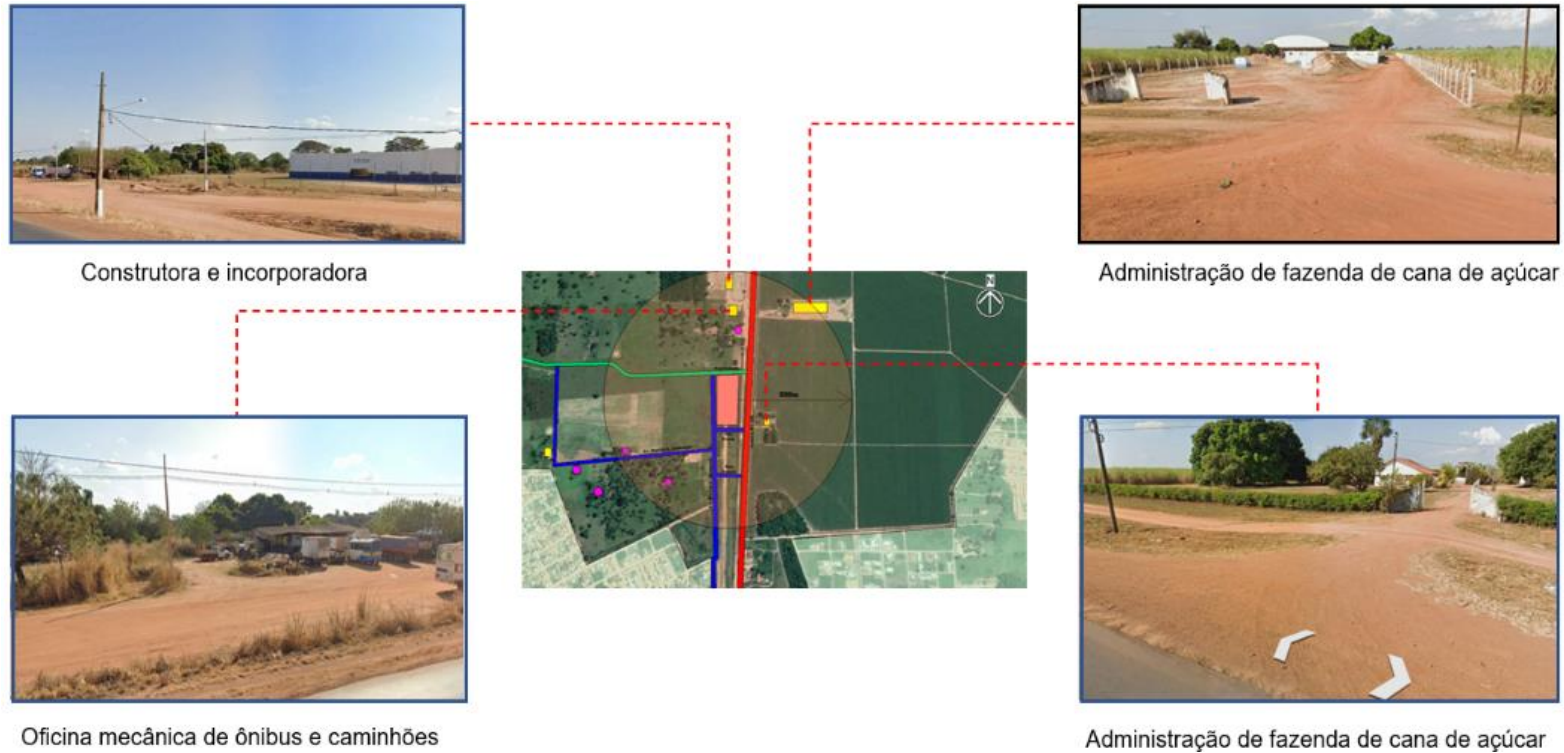 Construtora e incorporadora
Administração de fazenda de cana de açúcar
Oficina mecânica de ônibus e caminhões
Administração de fazenda de cana de açúcar